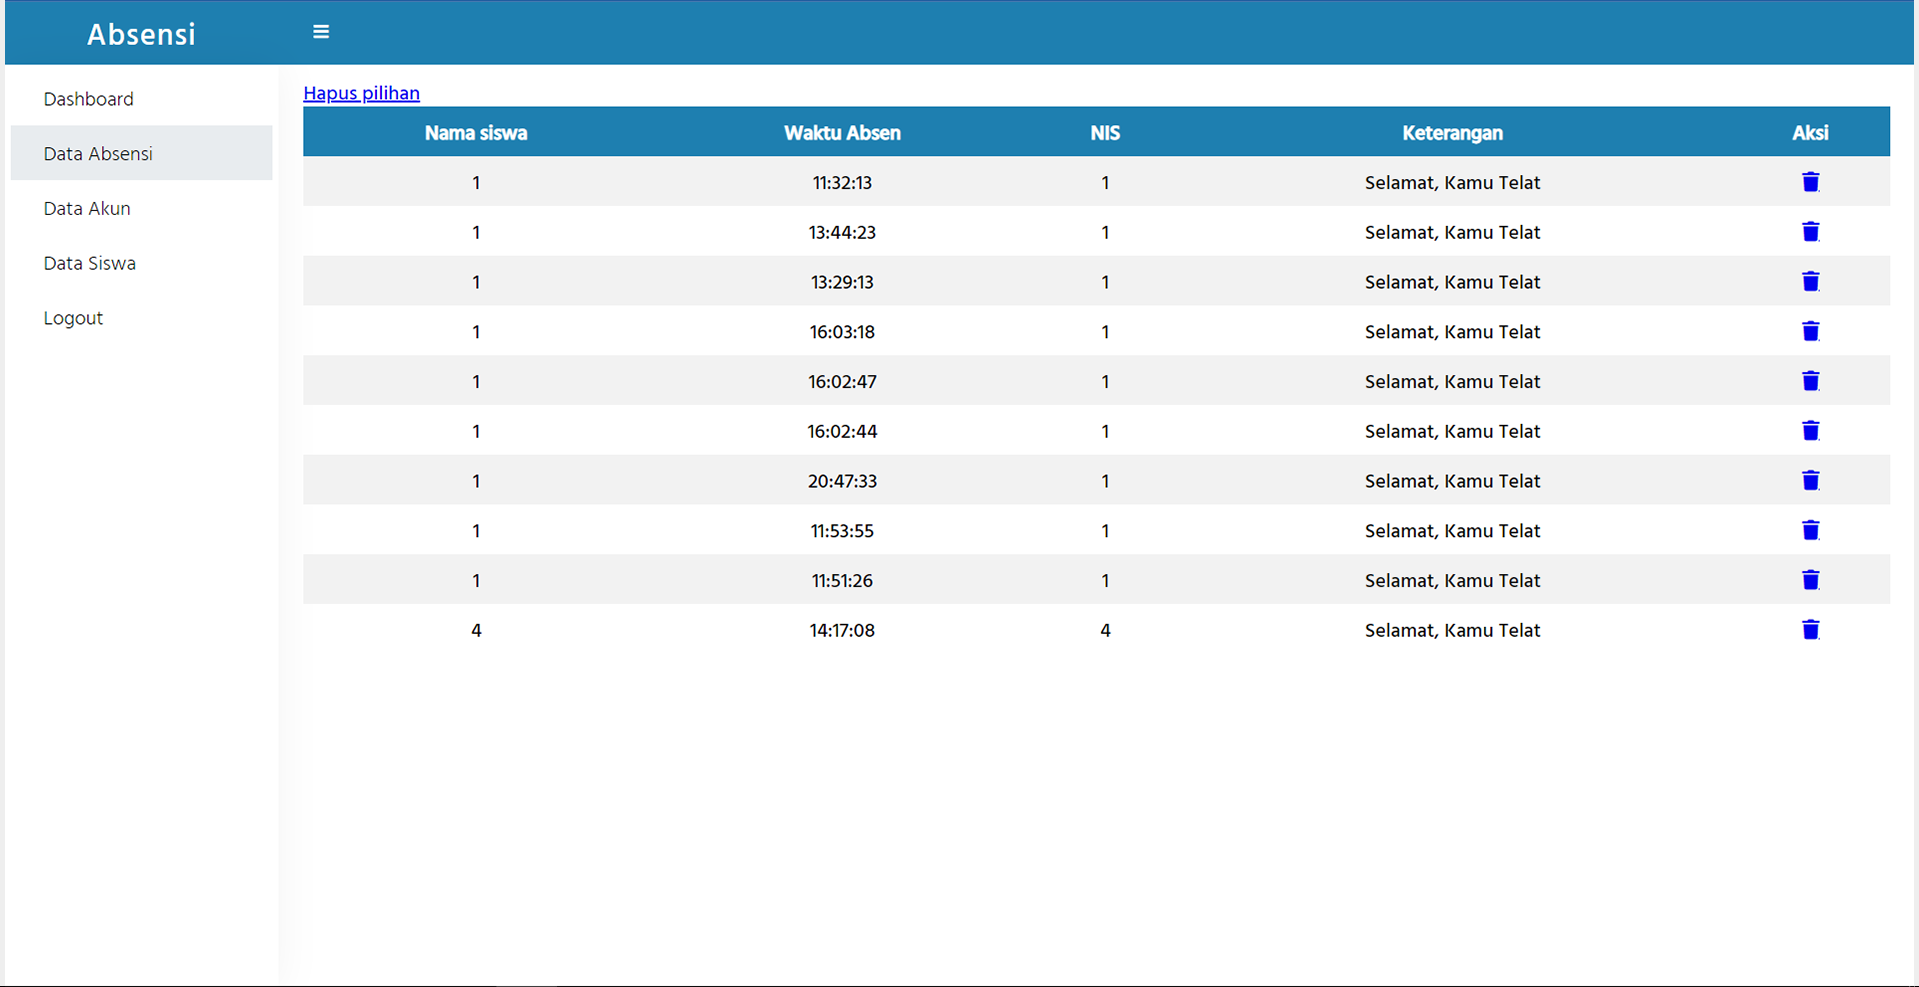 Absensi
Dashboard
Data Absensi
Data Akun
Data Siswa
Logout
Hapus pilihan
Nama siswa Waktu Absen NIS Keterangan Aksi
1 11:32:13 1 Selamat, Kamu Telat
1 13:44:23 1 Selamat, Kamu Telat
1 13:29:13 1 Selamat, Kamu Telat
1 16:03:18 1 Selamat, Kamu Telat
1 16:02:47 1 Selamat, Kamu Telat
1 16:02:44 1 Selamat, Kamu Telat
1 20:47:33 1 Selamat, Kamu Telat
1 11:53:55 1 Selamat, Kamu Telat
1 11:51:26 1 Selamat, Kamu Telat
4 14:17:08 4 Selamat, Kamu Telat